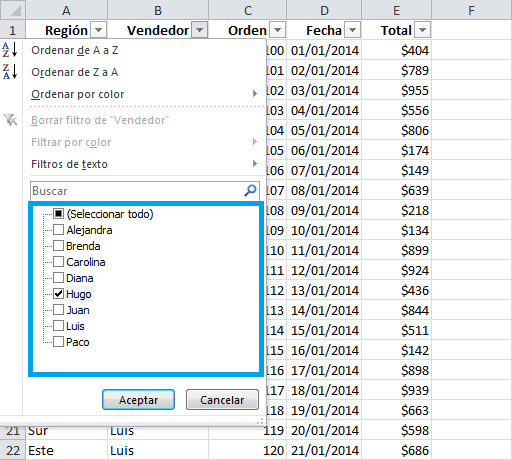 A B C D E F
1 Región Vendedor Orden Fecha Total
Ordenar de A a Z
Ordenar de Z a A
Ordenar por color
Borrar filtro de "Vendedor"
Filtrar por color
Filtros de texto
Buscar
(Seleccionar todo)
Alejandra
Brenda
Carolina
Diana
Hugo
Juan
Luis
Paco
Aceptar Cancelar
100 01/01/2014 $404
101 02/01/2014 $789
102 03/01/2014 $955
103 04/01/2014 $556
104 05/01/2014 $806
105 06/01/2014 $174
106 07/01/2014 $149
107 08/01/2014 $639
108 09/01/2014 $218
109 10/01/2014 $134
110 11/01/2014 $899
111 12/01/2014 $924
112 13/01/2014 $436
113 14/01/2014 $844
114 15/01/2014 $511
115 16/01/2014 $142
116 17/01/2014 $898
117 18/01/2014 $939
118 19/01/2014 $663
21 Sur Luis 119 20/01/2014 $598
22 Este Luis 120 21/01/2014 $686